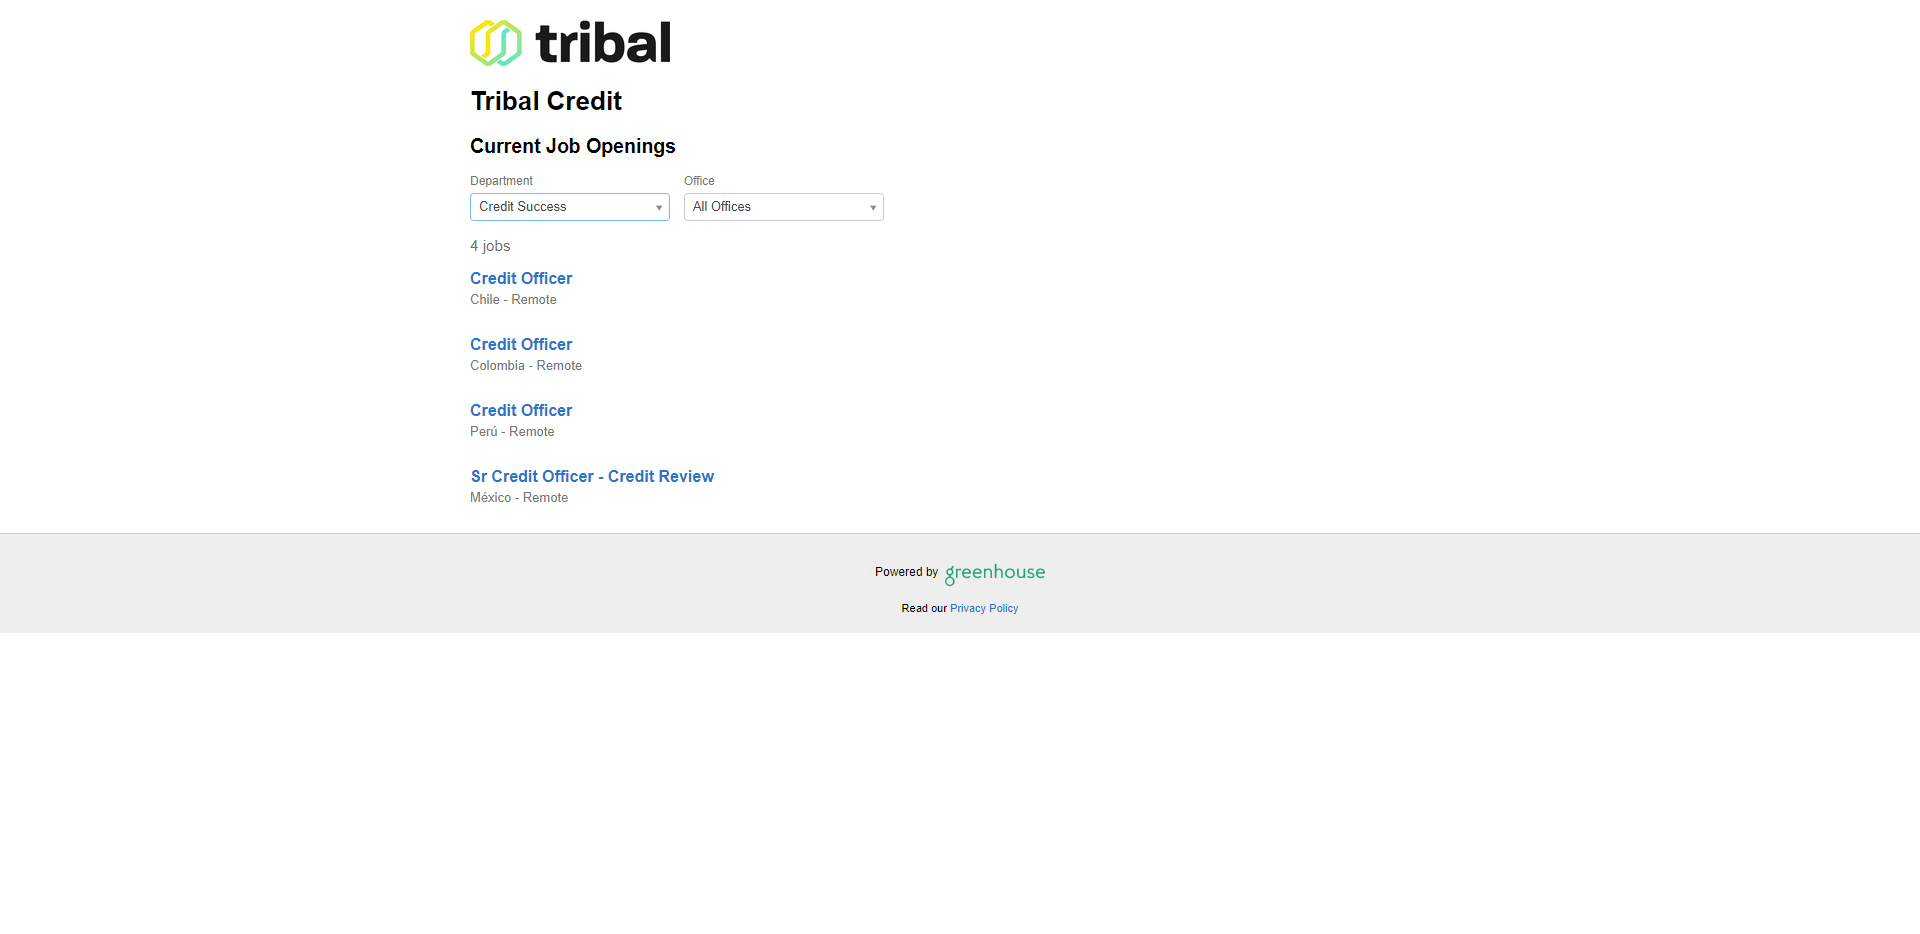 tribal
Tribal Credit
Current Job Openings
Department
Office
Credit Success
All Offices
4 jobs
Credit Officer
Chile - Remote
Credit Officer
Colombia - Remote
Credit Officer
Perú - Remote
Sr Credit Officer - Credit Review
México - Remote
Powered by greenhouse
Read our Privacy Policy